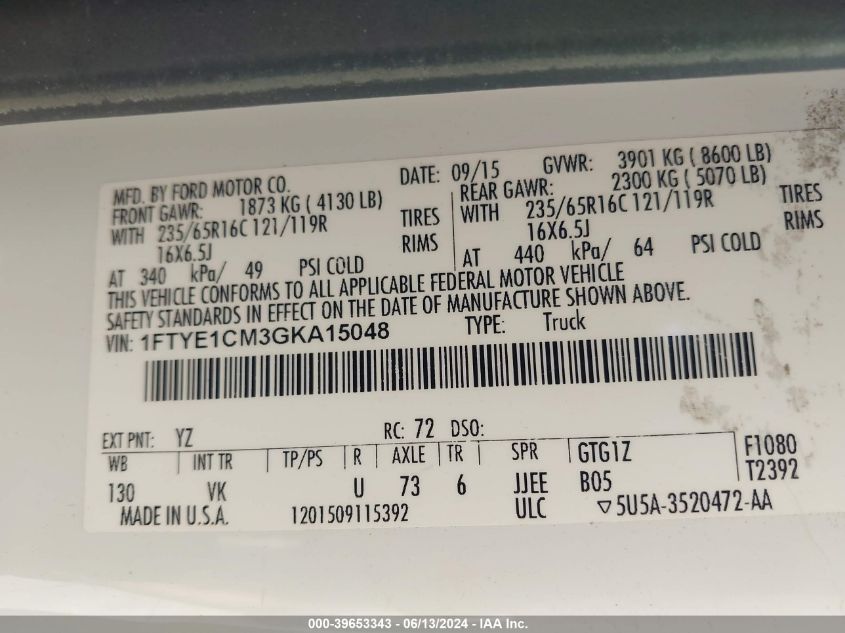 MFD. BY FORD MOTOR CO.
FRONT GAWR: 1873 KG ( 4130 LB)
WITH 235/65R16C 121/119R TIRES
16X6.5J RIMS
AT 340 kPa/ 49 PSI COLD
DATE: 09/15 GVWR: 3901 KG ( 8600 LB)
REAR GAWR: 2300 KG ( 5070 LB)
WITH 235/65R16C 121/119R TIRES
16X6.5J RIMS
AT 440 kPa/ 64 PSI COLD
THIS VEHICLE CONFORMS TO ALL APPLICABLE FEDERAL MOTOR VEHICLE
SAFETY STANDARDS IN EFFECT ON THE DATE OF MANUFACTURE SHOWN ABOVE.
VIN: 1FTYE1CM3GKA15048 TYPE: Truck
EXT PNT: YZ RC: 72 DSO:
WB INT TR TP/PS R AXLE TR SPR GTG1Z F1080
130 VK U 73 6 JJEE B05 T2392
MADE IN U.S.A. 1201509115392 ULC ▽5U5A-3520472-AA
000-39653343 - 06/13/2024 - IAA Inc.